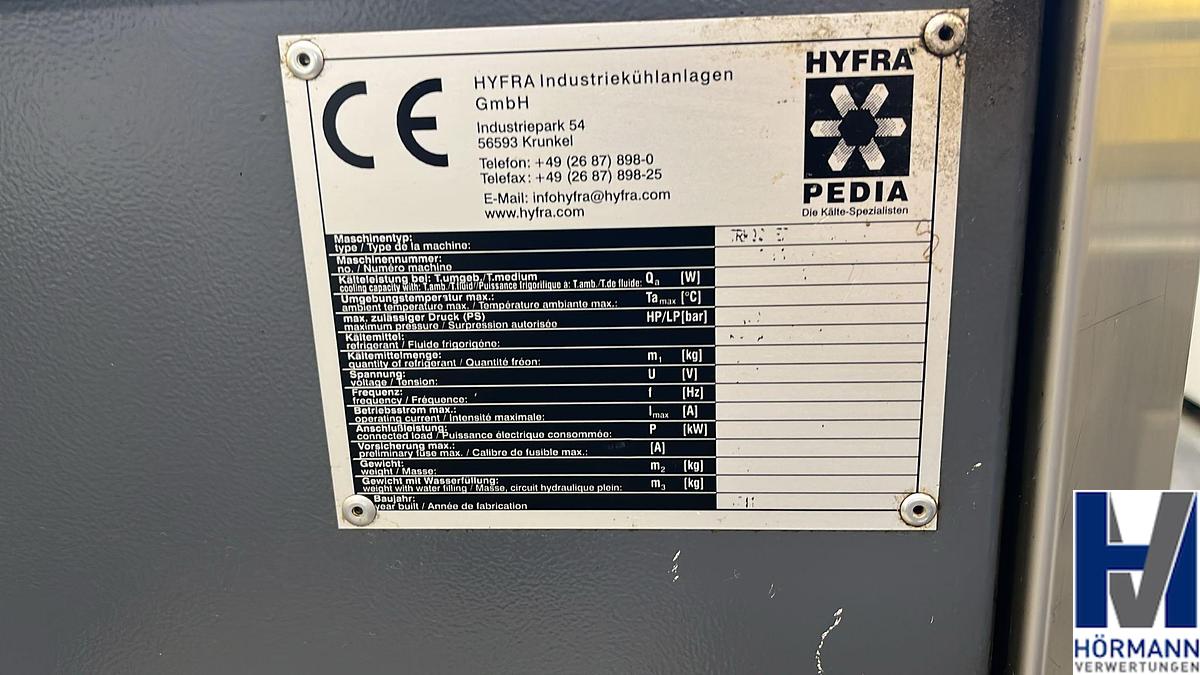 CE
HYFRA Industriekühlanlagen
GmbH
Industriepark 54
56593 Krunkel
Telefon: +49 (26 87) 898-0
Telefax: +49 (26 87) 898-25
E-Mail: infohyfra@hyfra.com
www.hyfra.com
HYFRA®
PEDIA
Die Kälte-Spezialisten
Maschinentyp:
type / Type de la machine:
Maschinennummer:
no. / Numéro machine
Kälteleistung bei: T.umgeb./T.medium Qa [W]
cooling capacity with: T.amb./T.fluid / Puissance frigorifique a: T.amb./T.de fluide:
Umgebungstemperatur max.: Ta max [°C]
ambient temperature max. / Température ambiante max.:
max. zulässiger Druck (PS) HP/LP[bar]
maximum pressure / Surpression autorisée
Kältemittel:
refrigerant / Fluide frigorigène:
Kältemittelmenge: m1 [kg]
quantity of refrigerant / Quantité fréon:
Spannung: U [V]
voltage / Tension:
Frequenz: f [Hz]
frequency / Fréquence:
Betriebsstrom max.: Imax [A]
operating current / Intensité maximale:
Anschlußleistung: P [kW]
connected load / Puissance électrique consommée:
Vorsicherung max.: [A]
preliminary fuse max. / Calibre de fusible max.:
Gewicht: m2 [kg]
weight / Masse:
Gewicht mit Wasserfüllung: m3 [kg]
weight with water filling / Masse, circuit hydraulique plein:
Baujahr:
year built / Année de fabrication
HV
HÖRMANN
VERWERTUNGEN